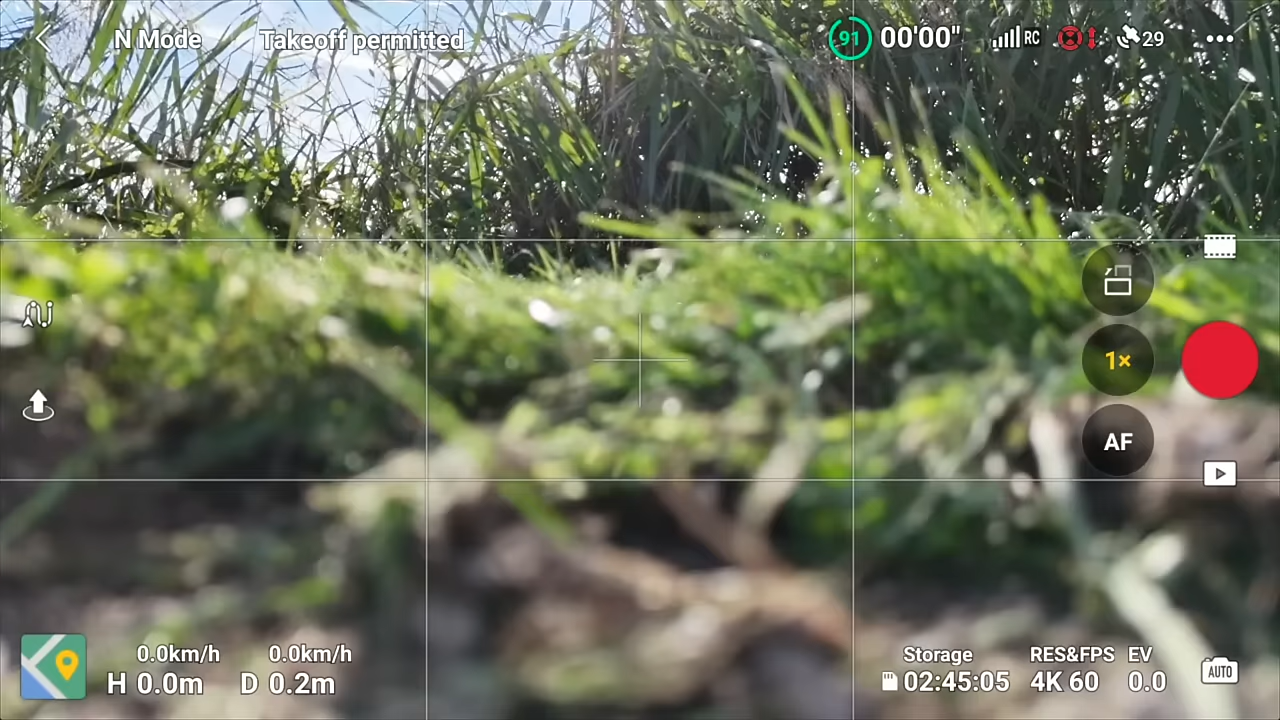 N Mode
Takeoff permitted
91
00'00"
RC
29
1×
AF
0.0km/h
0.0km/h
H 0.0m
D 0.2m
Storage
02:45:05
RES&FPS
4K 60
EV
0.0
AUTO